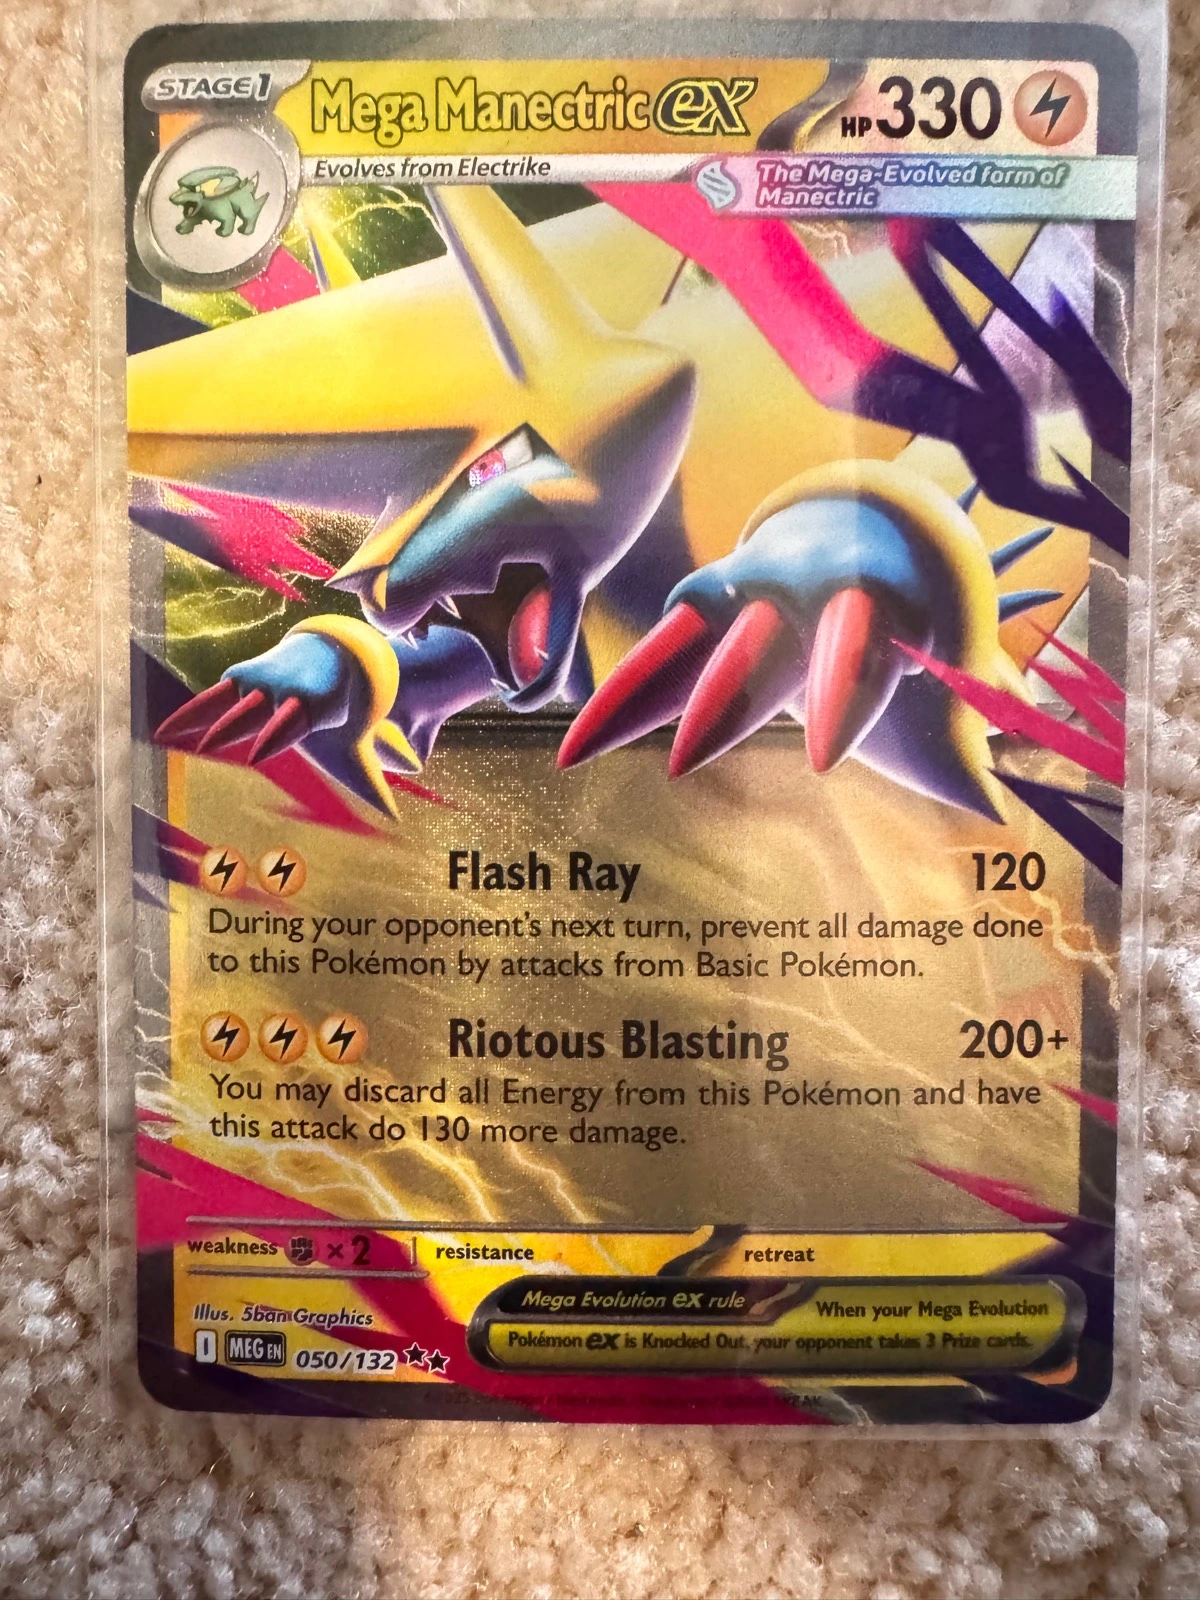 STAGE 1
Mega Manectric ex
HP 330
Evolves from Electrike
The Mega-Evolved form of
Manectric
Flash Ray 120
During your opponent's next turn, prevent all damage done
to this Pokémon by attacks from Basic Pokémon.
Riotous Blasting 200+
You may discard all Energy from this Pokémon and have
this attack do 130 more damage.
weakness × 2 resistance retreat
Mega Evolution ex rule
When your Mega Evolution
Pokémon ex is Knocked Out, your opponent takes 3 Prize cards.
Illus. 5ban Graphics
I MEG EN 050/132